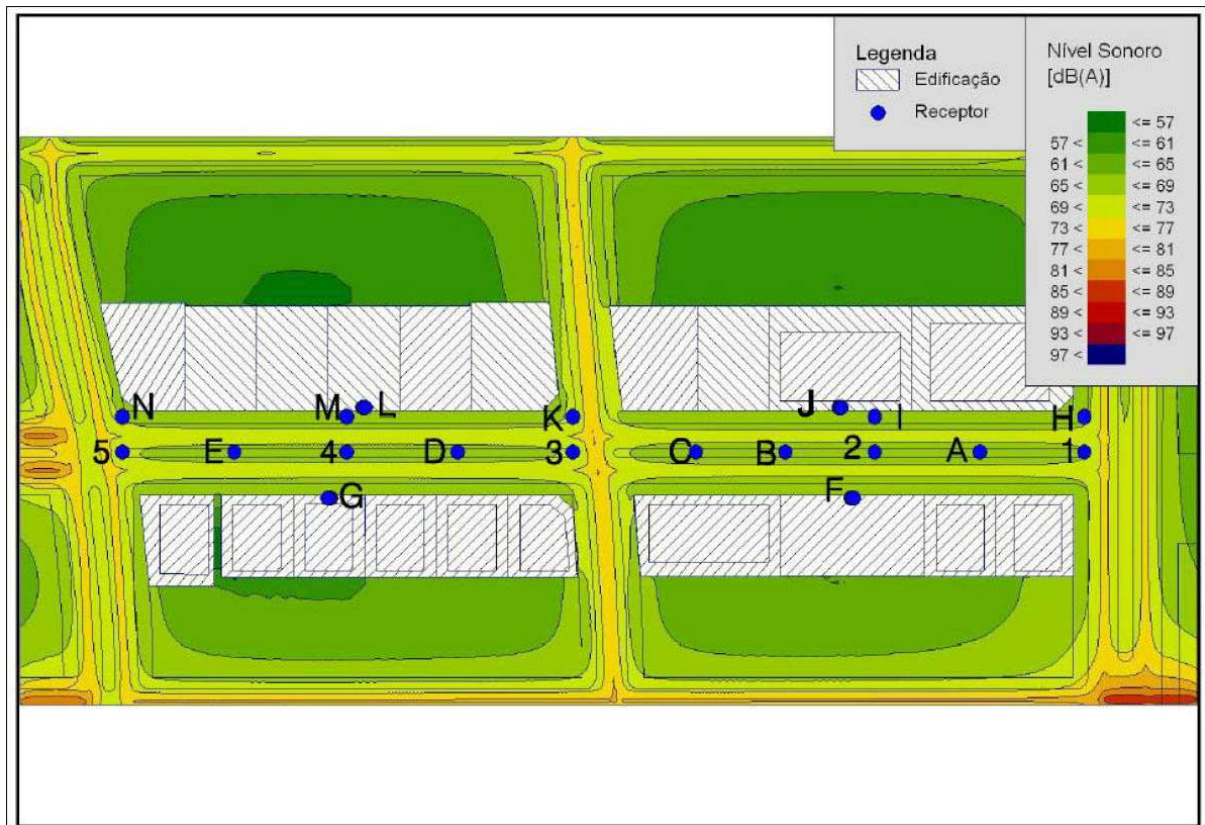 Legenda
Edificação
Receptor
Nível Sonoro
[dB(A)]
<= 57
57 < <= 61
61 < <= 65
65 < <= 69
69 < <= 73
73 < <= 77
77 < <= 81
81 < <= 85
85 < <= 89
89 < <= 93
93 < <= 97
97 <
N M L K J I H
5 E 4 D 3 C B 2 A 1
G F